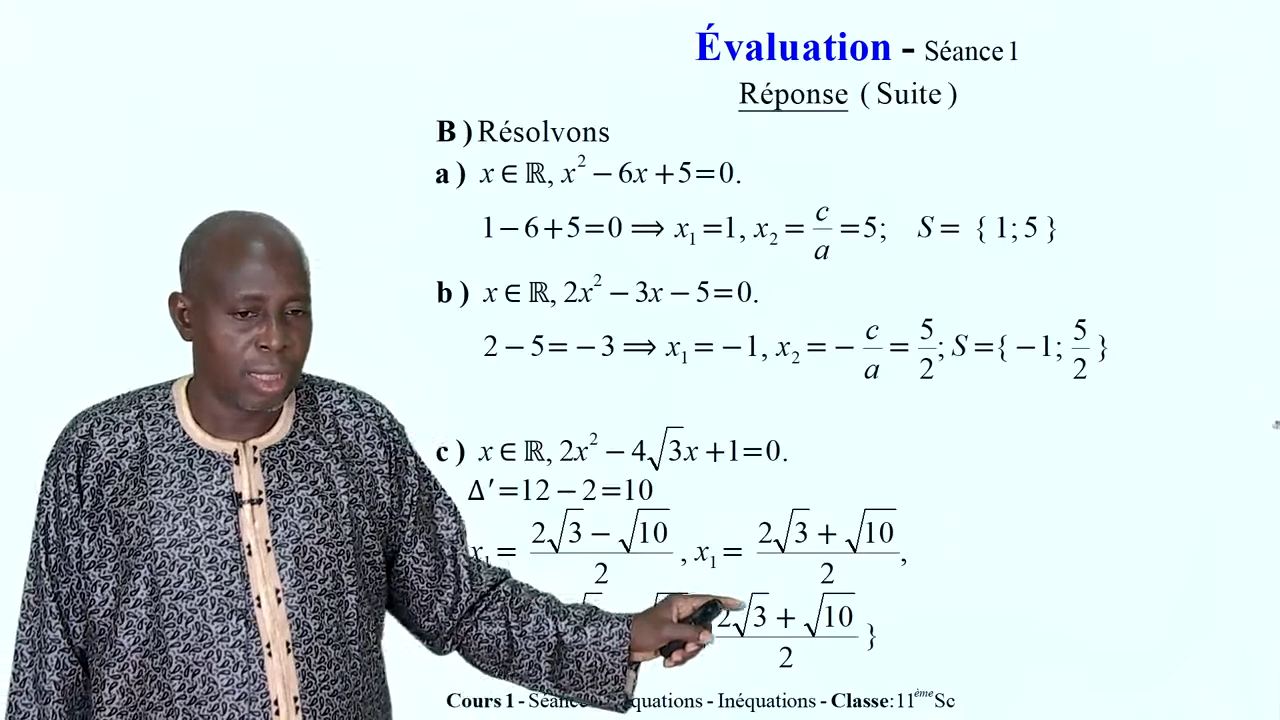 Évaluation - Séance 1
Réponse ( Suite )
B ) Résolvons
a ) x ∈ ℝ, x² − 6x + 5 = 0.
1 − 6 + 5 = 0 ⟹ x₁ = 1, x₂ = c/a = 5; S = { 1; 5 }
b ) x ∈ ℝ, 2x² − 3x − 5 = 0.
2 − 5 = − 3 ⟹ x₁ = − 1, x₂ = − c/a = 5/2; S = { − 1; 5/2 }
c ) x ∈ ℝ, 2x² − 4√3x + 1 = 0.
Δ′ = 12 − 2 = 10
x₁ = (2√3 − √10)/2 , x₁ = (2√3 + √10)/2 ,
(2√3 + √10)/2 }
Cours 1 - Inéquations - Classe: 11ème Sc